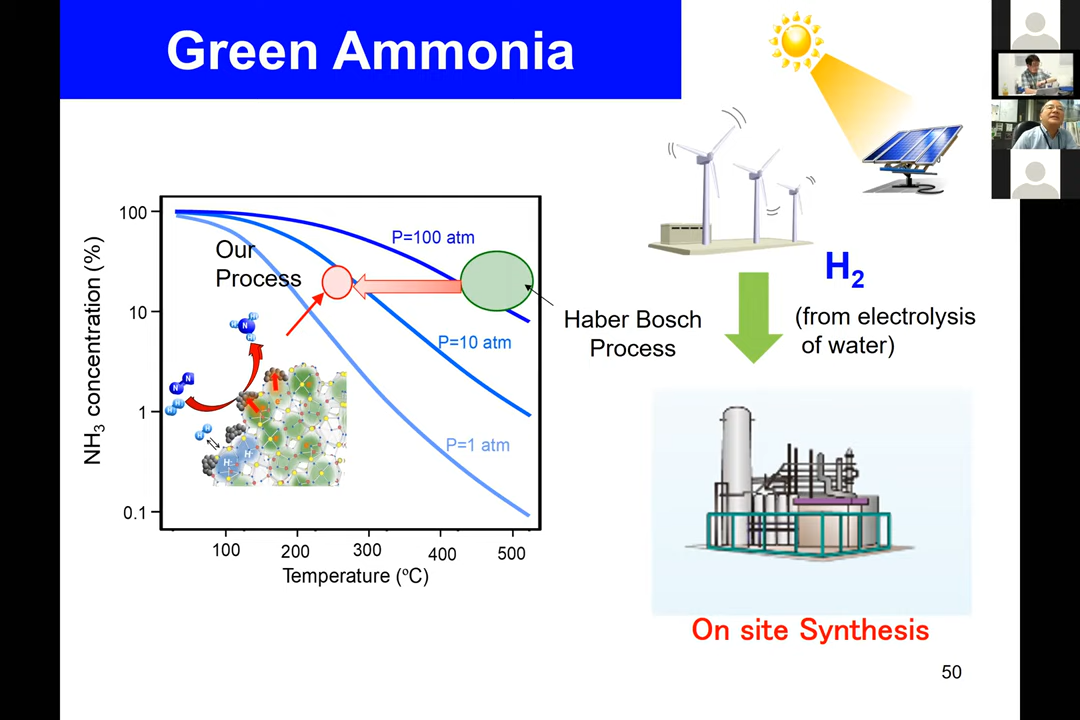 Green Ammonia
NH3 concentration (%)
100
10
1
0.1
Our
Process
P=100 atm
P=10 atm
P=1 atm
H
H
N
H
N
N
H
H
H
H
H-
H-
100
200
300
400
500
Temperature (ºC)
Haber Bosch
Process
H2
(from electrolysis
of water)
On site Synthesis
50